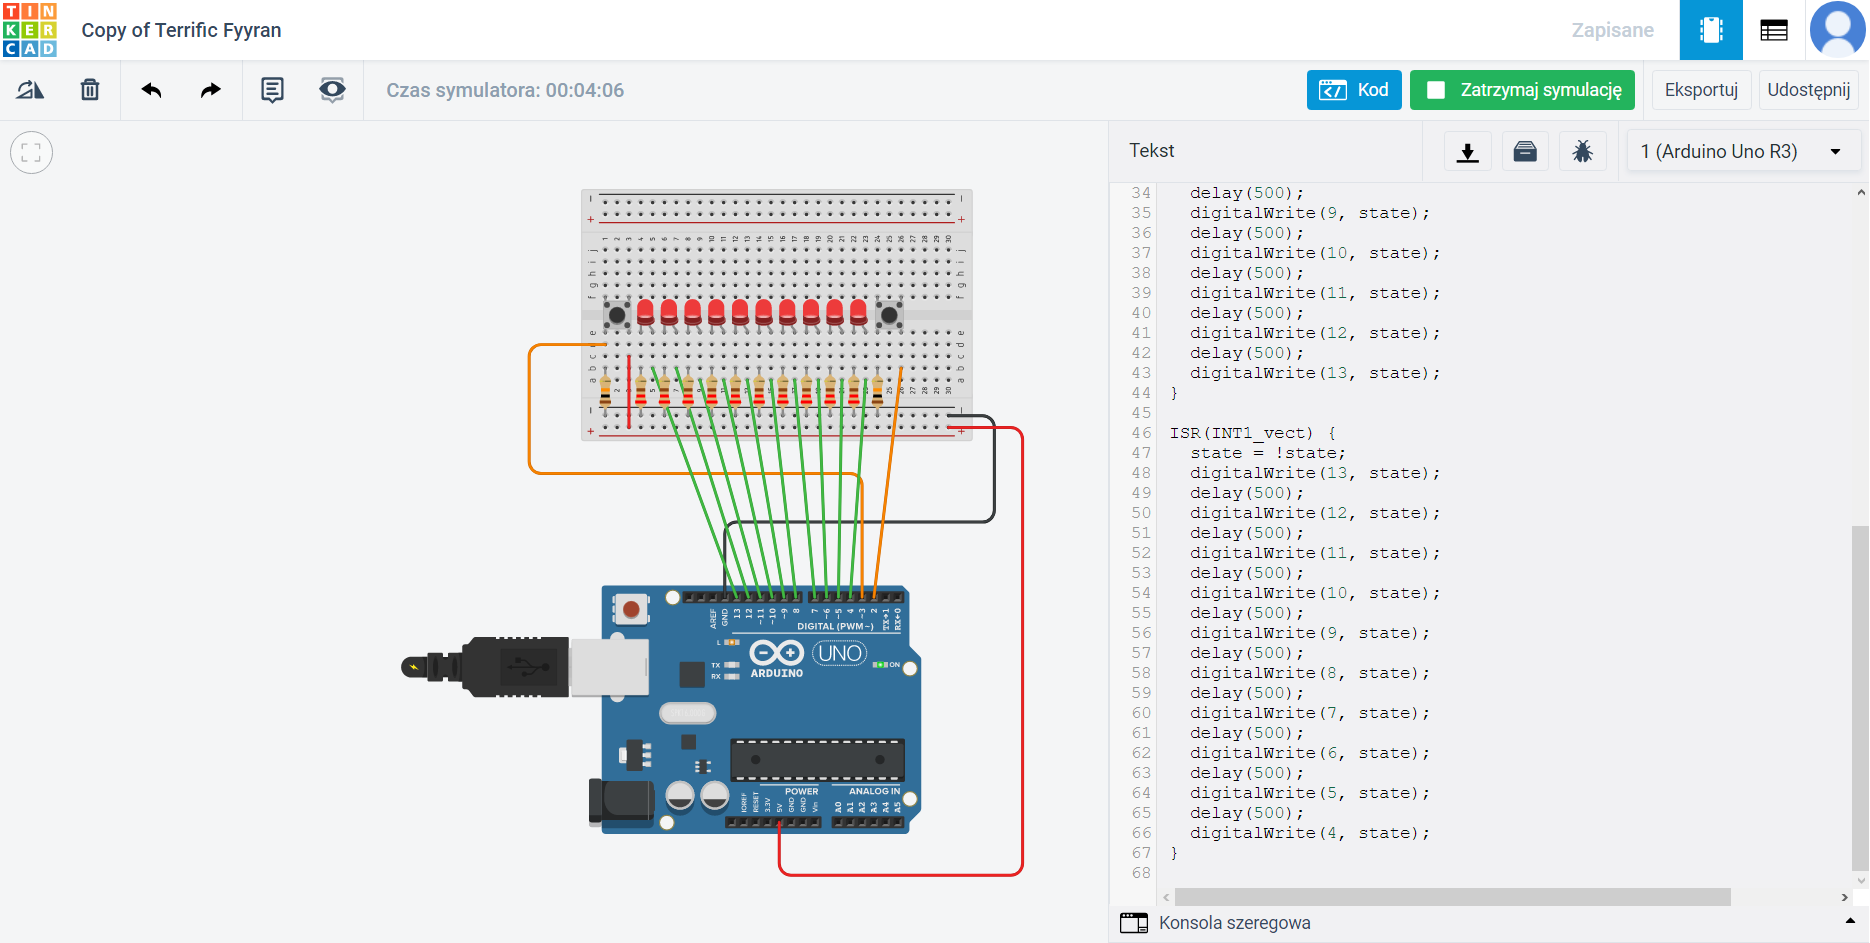 TINKERCAD
Copy of Terrific Fyyran
Zapisane
Czas symulatora: 00:04:06
Kod
Zatrzymaj symulację
Eksportuj
Udostępnij
Tekst
1 (Arduino Uno R3)
34 delay(500);
35 digitalWrite(9, state);
36 delay(500);
37 digitalWrite(10, state);
38 delay(500);
39 digitalWrite(11, state);
40 delay(500);
41 digitalWrite(12, state);
42 delay(500);
43 digitalWrite(13, state);
44 }
45
46 ISR(INT1_vect) {
47 state = !state;
48 digitalWrite(13, state);
49 delay(500);
50 digitalWrite(12, state);
51 delay(500);
52 digitalWrite(11, state);
53 delay(500);
54 digitalWrite(10, state);
55 delay(500);
56 digitalWrite(9, state);
57 delay(500);
58 digitalWrite(8, state);
59 delay(500);
60 digitalWrite(7, state);
61 delay(500);
62 digitalWrite(6, state);
63 delay(500);
64 digitalWrite(5, state);
65 delay(500);
66 digitalWrite(4, state);
67 }
68
Konsola szeregowa
AREF GND 13 12 ~11 ~10 ~9 8 7 ~6 ~5 4 ~3 2 TX→1 RX←0
DIGITAL (PWM~)
L
TX
RX
ARDUINO
UNO
ON
POWER
ANALOG IN
IOREF RESET 3.3V 5V GND GND Vin A0 A1 A2 A3 A4 A5